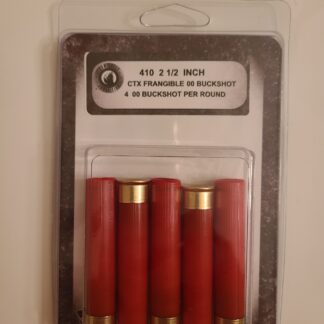 410 2 1/2 INCH
CTX FRANGIBLE 00 BUCKSHOT
4 00 BUCKSHOT PER ROUND